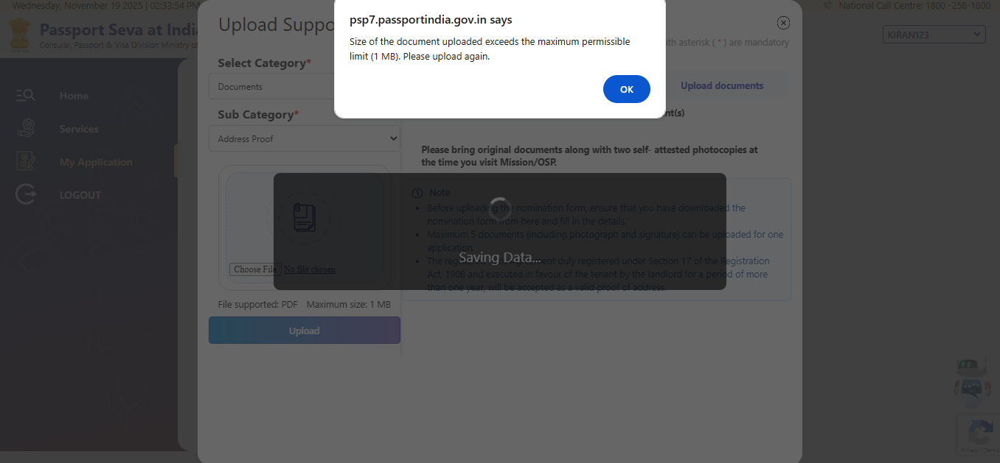 Wednesday, November 19 2025 | 02:33:54 PM
National Call Centre: 1800 -258-1800
Passport Seva at Indi
Consular, Passport & Visa Division Ministry o
KIRAN123
Home
Services
My Application
LOGOUT
Upload Suppo
psp7.passportindia.gov.in says
Size of the document uploaded exceeds the maximum permissible
limit (1 MB). Please upload again.
OK
ith asterisk ( * ) are mandatory
Select Category*
Documents
Upload documents
Sub Category*
nt(s)
Address Proof
Please bring original documents along with two self- attested photocopies at
the time you visit Mission/OSP.
Note
Before uploading the nomination form, ensure that you have downloaded the
nomination form from here and fill in the details.
Maximum 5 documents (including photograph and signature) can be uploaded for one
application.
The registered Rent Agreement duly registered under Section 17 of the Registration
Act, 1908 and executed in favour of the tenant by the landlord for a period of more
than one year, will be accepted as a valid proof of address.
Saving Data...
Choose File No file chosen
File supported: PDF Maximum size: 1 MB
Upload
Privacy - Terms